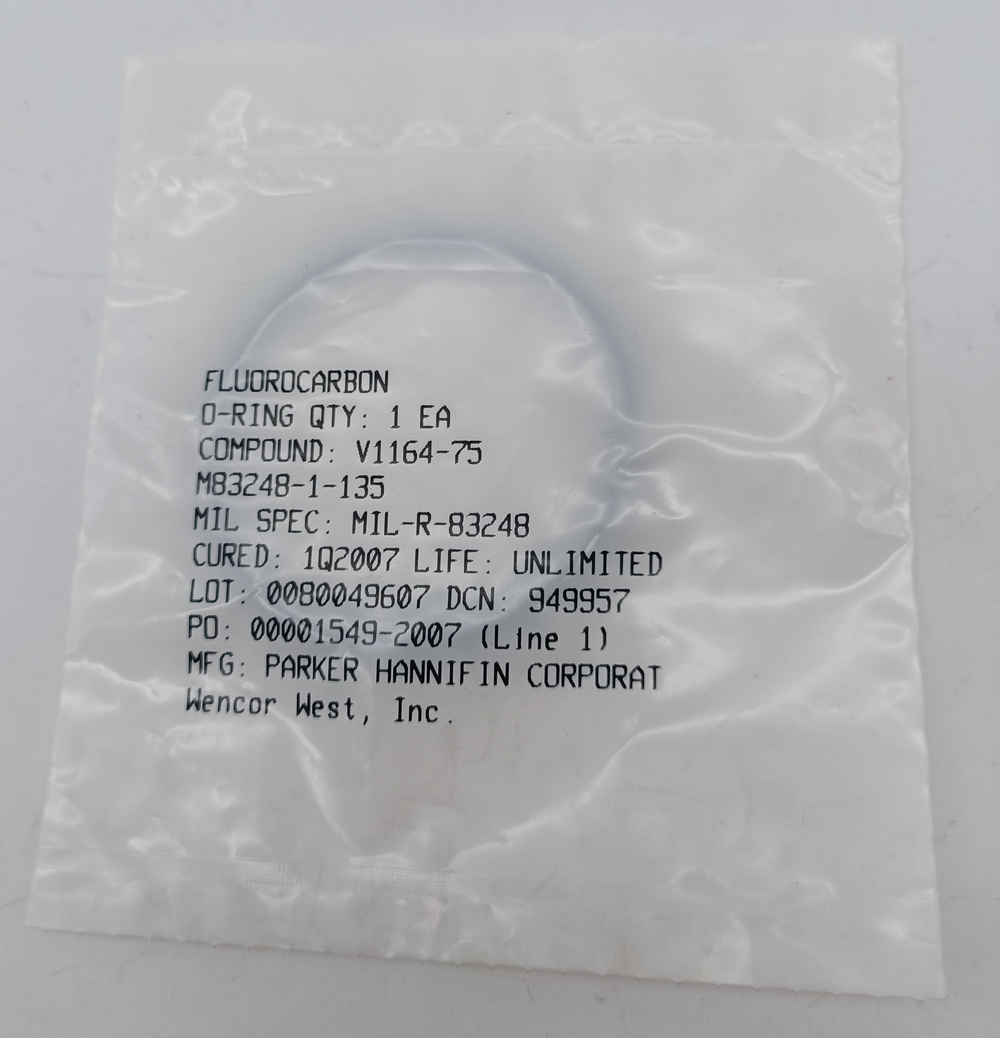 FLUOROCARBON
O-RING QTY: 1 EA
COMPOUND: V1164-75
M83248-1-135
MIL SPEC: MIL-R-83248
CURED: 1Q2007 LIFE: UNLIMITED
LOT: 0080049607 DCN: 949957
PO: 00001549-2007 (Line 1)
MFG: PARKER HANNIFIN CORPORAT
Wencor West, Inc.